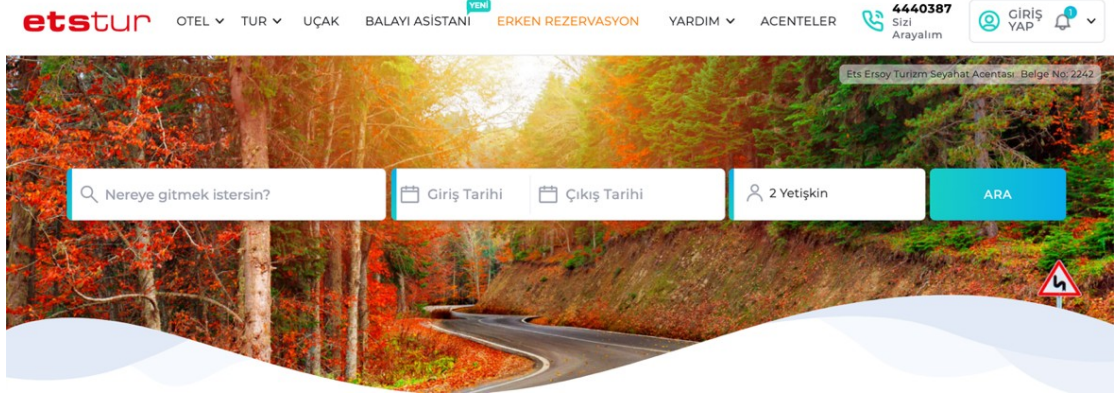 etstur
OTEL
TUR
UÇAK
BALAYI ASİSTANI
YENİ
ERKEN REZERVASYON
YARDIM
ACENTELER
4440387
Sizi
Arayalım
GİRİŞ
YAP
1
Ets Ersoy Turizm Seyahat Acentası Belge No: 2242
Nereye gitmek istersin?
Giriş Tarihi
Çıkış Tarihi
2 Yetişkin
ARA